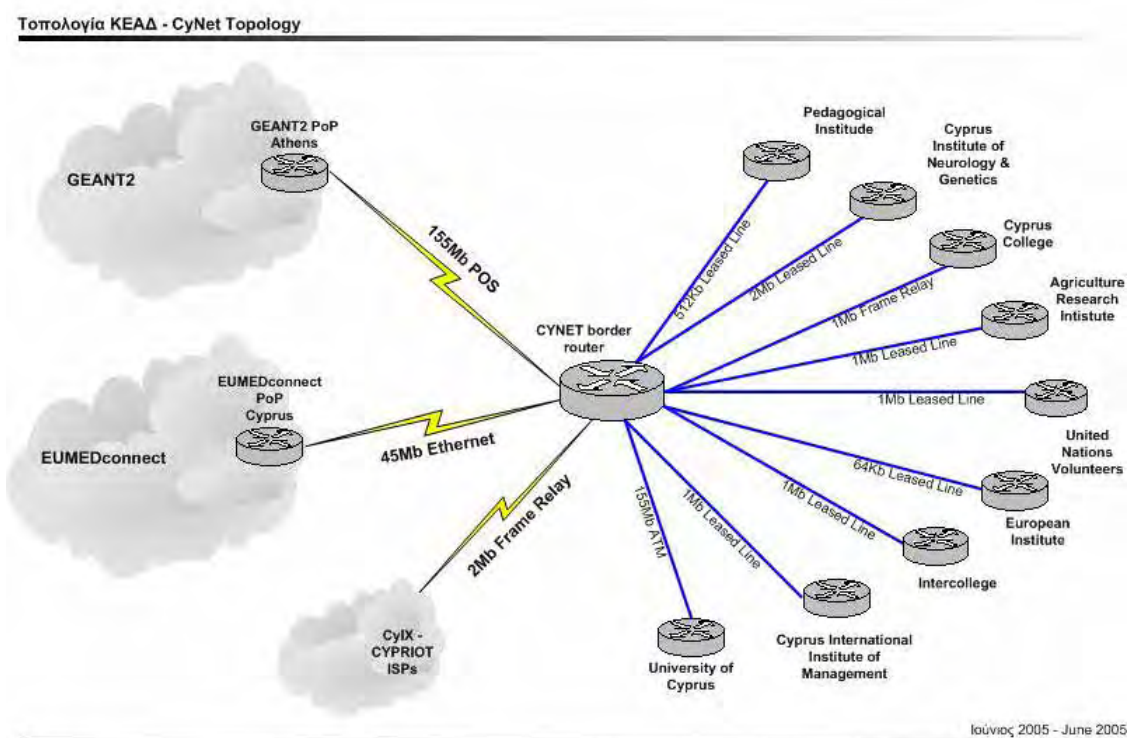 Τοπολογία ΚΕΑΔ - CyNet Topology
GEANT2 PoP
Athens
GEANT2
155Mb POS
EUMEDconnect
PoP
Cyprus
EUMEDconnect
45Mb Ethernet
2Mb Frame Relay
CyIX -
CYPRIOT
ISPs
CYNET border
router
Pedagogical
Institude
512Kb Leased Line
Cyprus
Institute of
Neurology &
Genetics
2Mb Leased Line
Cyprus
College
1Mb Frame Relay
Agriculture
Research
Intistute
1Mb Leased Line
1Mb Leased Line
United
Nations
Volunteers
64Kb Leased Line
European
Institute
1Mb Leased Line
Intercollege
1Mb Leased Line
Cyprus International
Institute of
Management
155Mb ATM
University of
Cyprus
Ιούνιος 2005 - June 2005